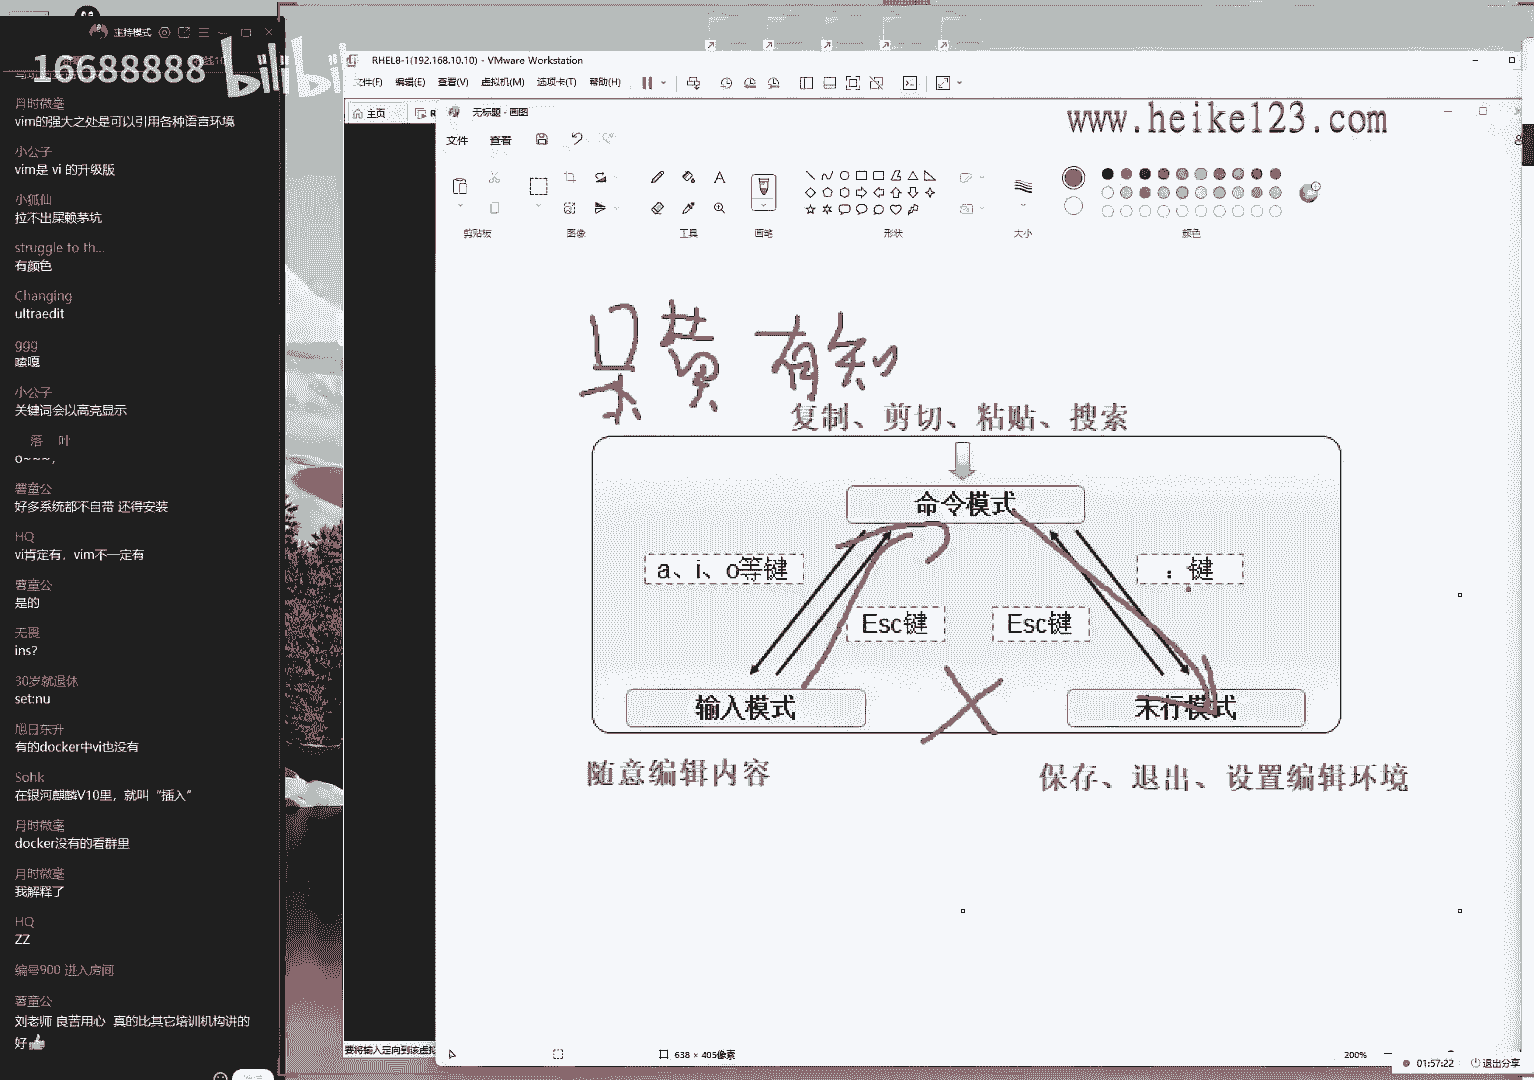 主持模式
16688888 bilibili
月时微毫
vim的强大之处是可以引用各种语言环境
小公子
vim是 vi 的升级版
小狐仙
拉不出屎赖茅坑
struggle to th...
有颜色
Changing
ultraedit
ggg
嘻嘎
小公子
关键词会以高亮显示
落 叶
o~~~,
薯童公
好多系统都不自带 还得安装
HQ
vi肯定有，vim不一定有
薯童公
是的
无畏
ins?
30岁就退休
set:nu
旭日东升
有的docker中vi也没有
Sohk
在银河麒麟V10里，就叫“插入”
月时微毫
docker没有的看群里
月时微毫
我解释了
HQ
ZZ
编号900 进入房间
薯童公
刘老师 良苦用心 真的比其它培训机构讲的
好
RHEL8-1(192.168.10.10) - VMware Workstation
文件(F) 编辑(E) 查看(V) 虚拟机(M) 选项卡(T) 帮助(H)
主页
无标题 - 画图
www.heike123.com
文件 查看
剪贴板 图像 工具 画笔 形状 大小 颜色
呆黄 有知
复制、剪切、粘贴、搜索
命令模式
a、i、o等键
：键
Esc键 Esc键
输入模式 末行模式
随意编辑内容
保存、退出、设置编辑环境
要将输入定向到该虚拟
638 × 405像素
200%
01:57:22 退出分享